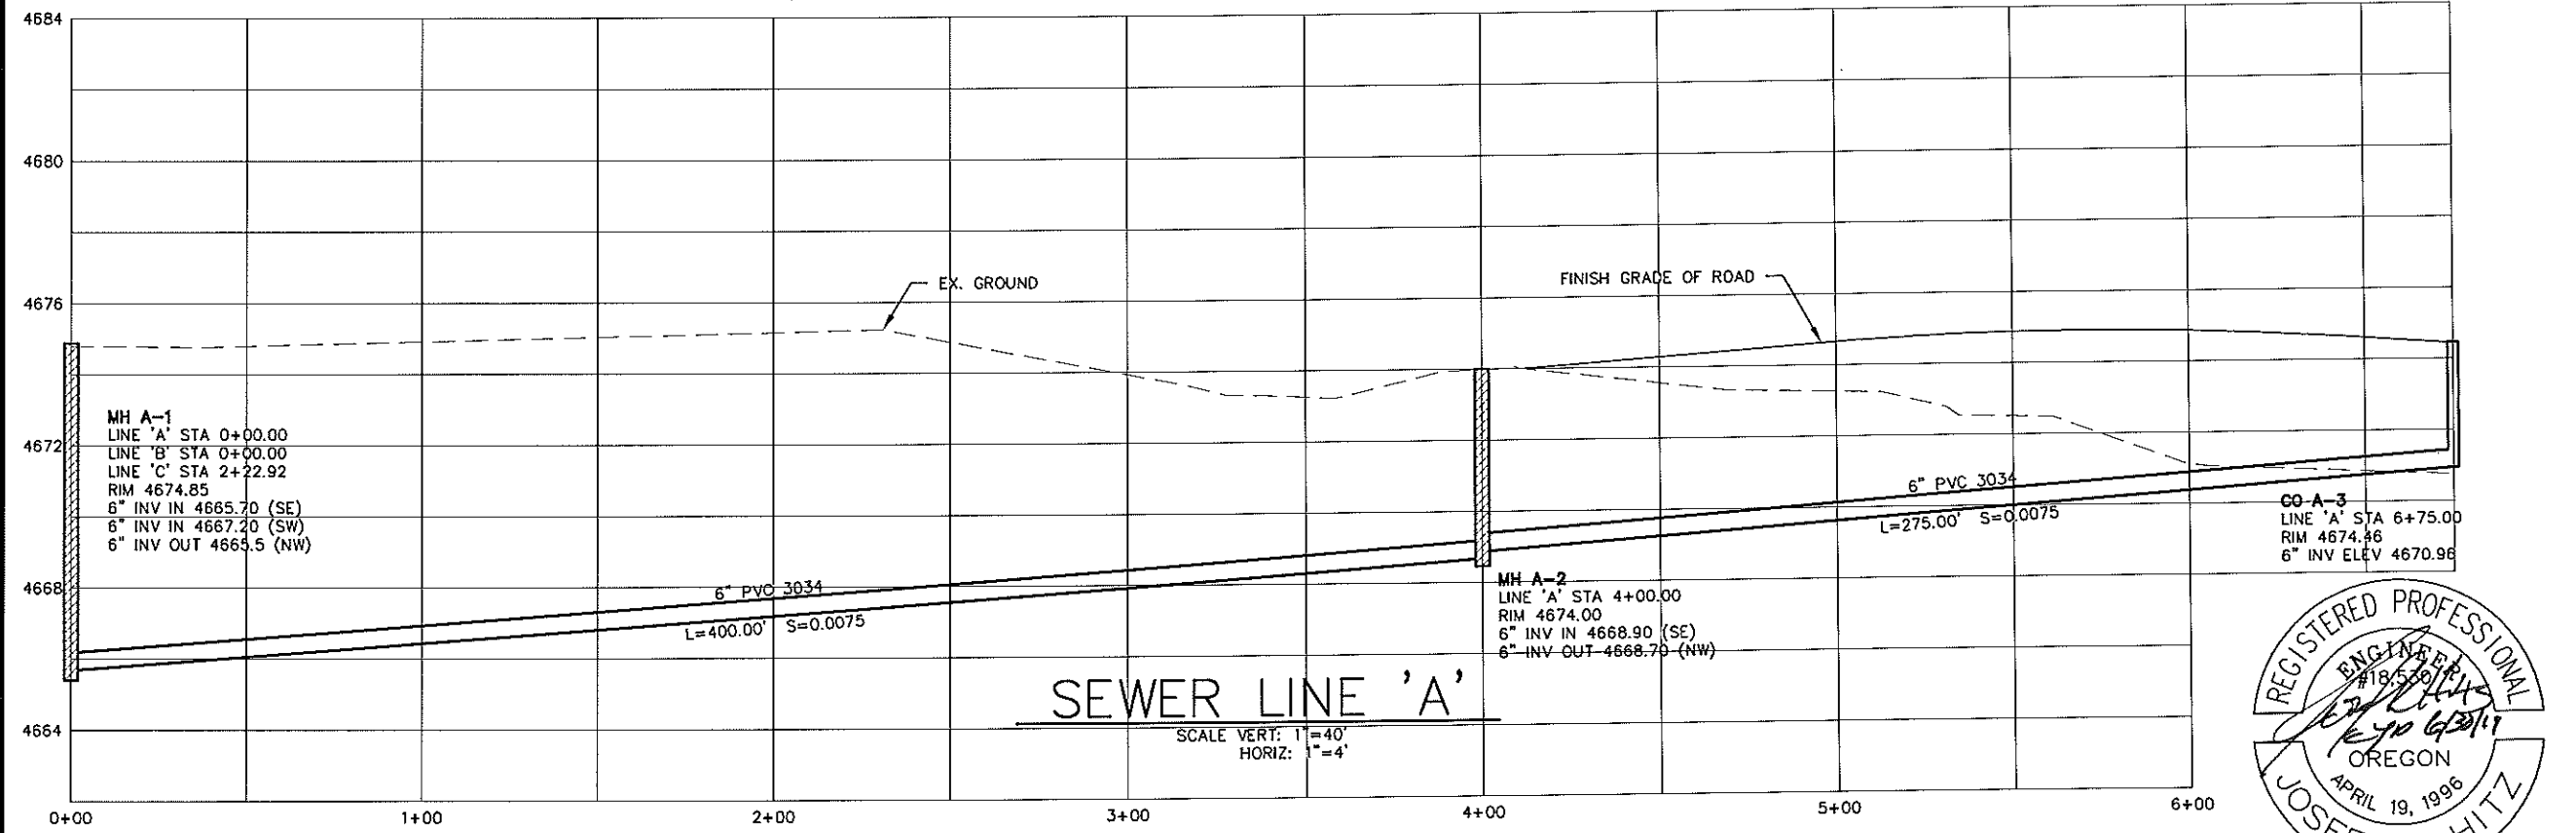 4684
4680
4676
4672
4668
4664
EX. GROUND
FINISH GRADE OF ROAD
MH A-1
LINE 'A' STA 0+00.00
LINE 'B' STA 0+00.00
LINE 'C' STA 2+22.92
RIM 4674.85
6" INV IN 4665.70 (SE)
6" INV IN 4667.20 (SW)
6" INV OUT 4665.5 (NW)
6" PVC 3034
L=400.00' S=0.0075
MH A-2
LINE 'A' STA 4+00.00
RIM 4674.00
6" INV IN 4668.90 (SE)
6" INV OUT 4668.70 (NW)
6" PVC 3034
L=275.00' S=0.0075
CO A-3
LINE 'A' STA 6+75.00
RIM 4674.46
6" INV ELEV 4670.96
SEWER LINE 'A'
SCALE VERT: 1"=40'
HORIZ: 1"=4'
0+00
1+00
2+00
3+00
4+00
5+00
6+00
REGISTERED PROFESSIONAL
ENGINEER
#18,530
OREGON
APRIL 19, 1996